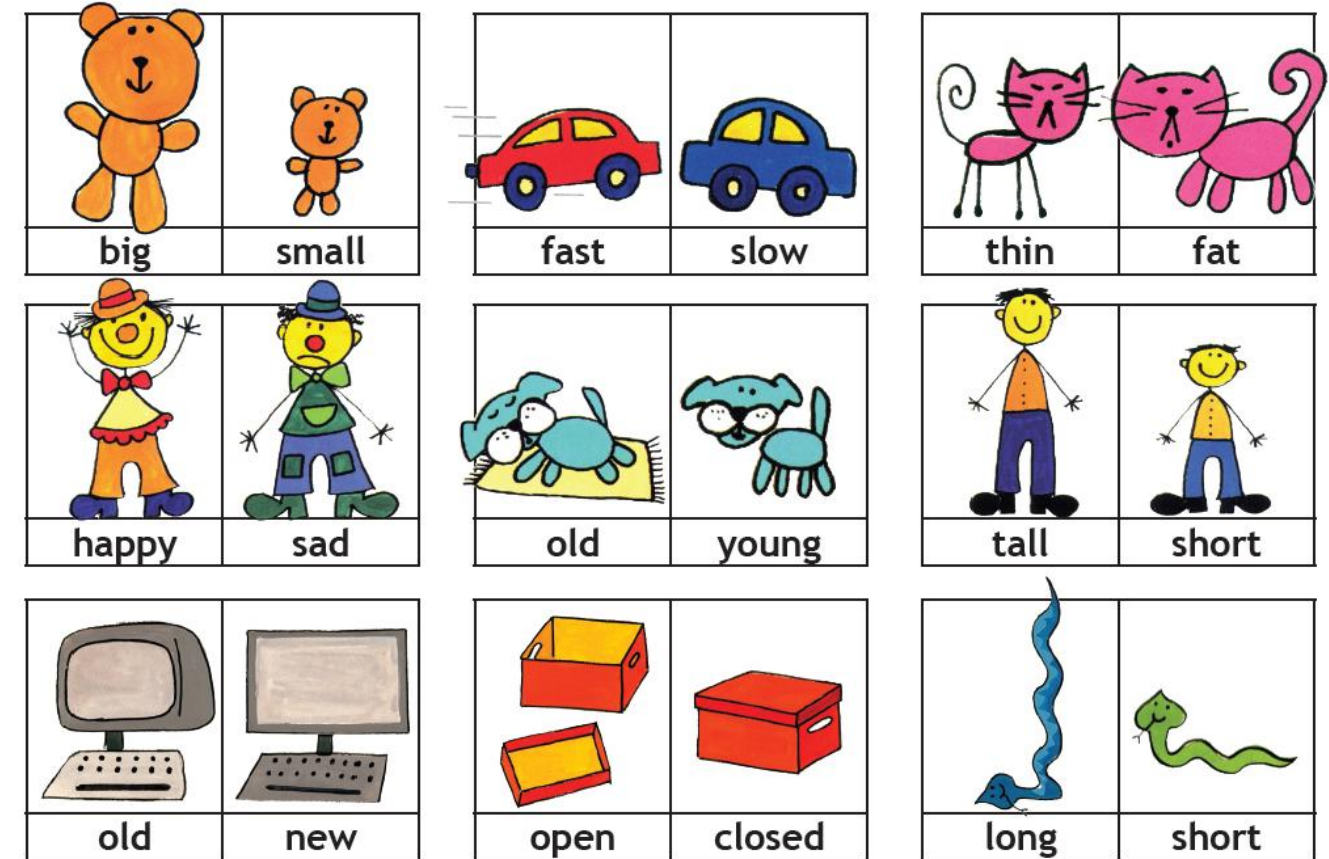 big small fast slow thin fat
happy sad old young tall short
old new open closed long short